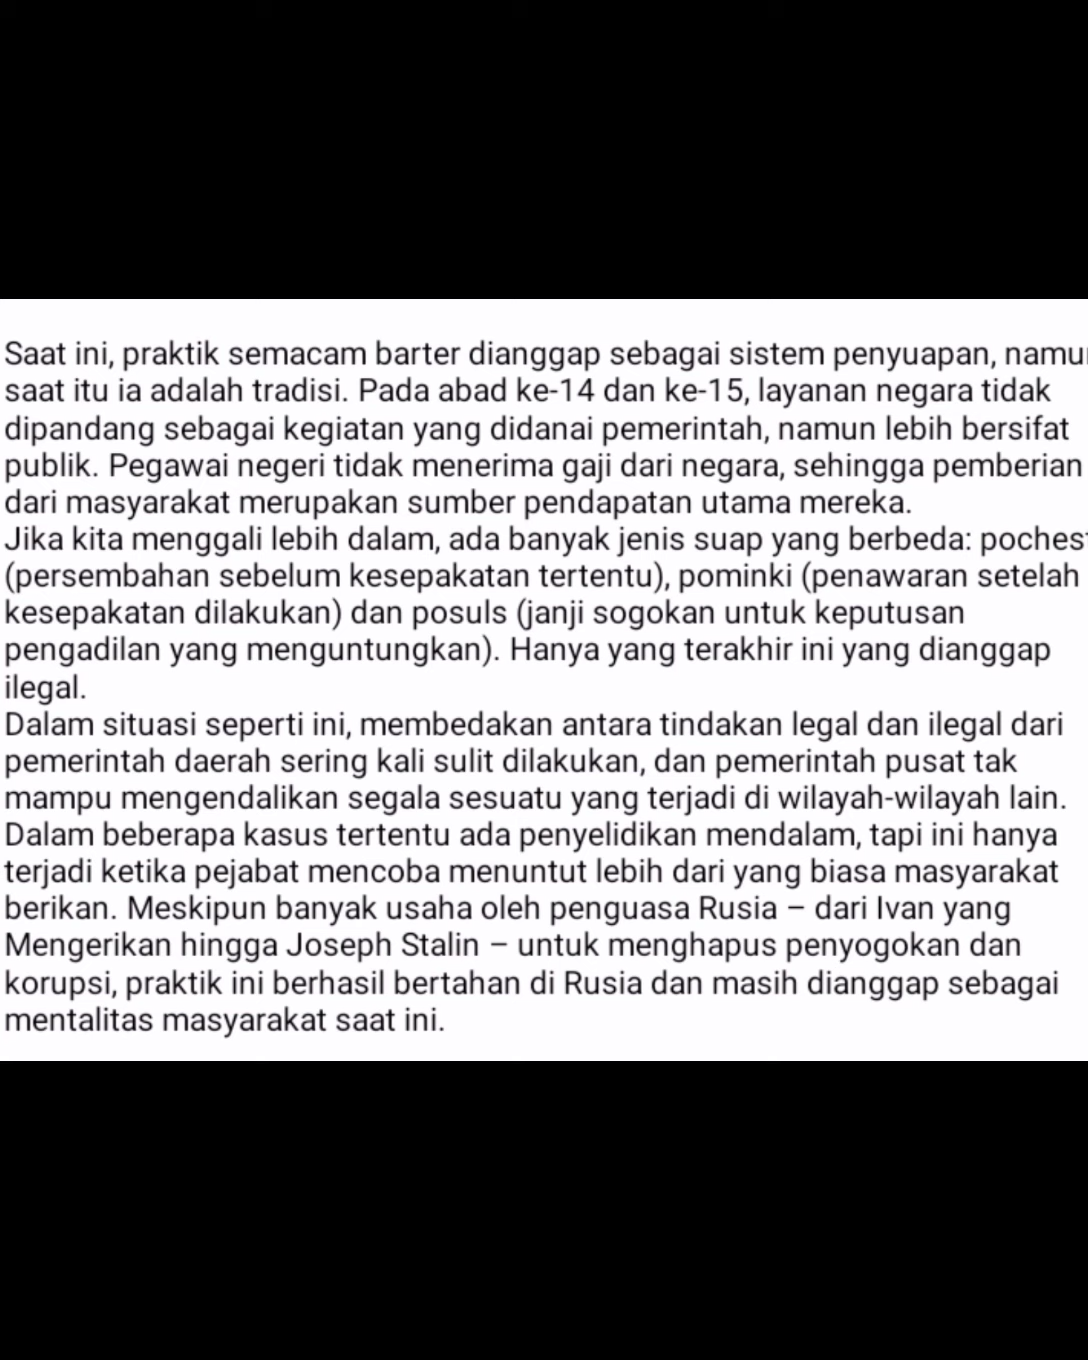 Saat ini, praktik semacam barter dianggap sebagai sistem penyuapan,
saat itu ia adalah tradisi. Pada abad ke-14 dan ke-15, layanan negara tidak
dipandang sebagai kegiatan yang didanai pemerintah, namun lebih bersifat
publik. Pegawai negeri tidak menerima gaji dari negara, sehingga pemberian
dari masyarakat merupakan sumber pendapatan utama mereka.
Jika kita menggali lebih dalam, ada banyak jenis suap yang berbeda:
(persembahan sebelum kesepakatan tertentu), pominki (penawaran setelah
kesepakatan dilakukan) dan posuls (janji sogokan untuk keputusan
pengadilan yang menguntungkan). Hanya yang terakhir ini yang dianggap
ilegal.
Dalam situasi seperti ini, membedakan antara tindakan legal dan ilegal dari
pemerintah daerah sering kali sulit dilakukan, dan pemerintah pusat tak
mampu mengendalikan segala sesuatu yang terjadi di wilayah-wilayah lain.
Dalam beberapa kasus tertentu ada penyelidikan mendalam, tapi ini hanya
terjadi ketika pejabat mencoba menuntut lebih dari yang biasa masyarakat
berikan. Meskipun banyak usaha oleh penguasa Rusia – dari Ivan yang
Mengerikan hingga Joseph Stalin – untuk menghapus penyogokan dan
korupsi, praktik ini berhasil bertahan di Rusia dan masih dianggap sebagai
mentalitas masyarakat saat ini.